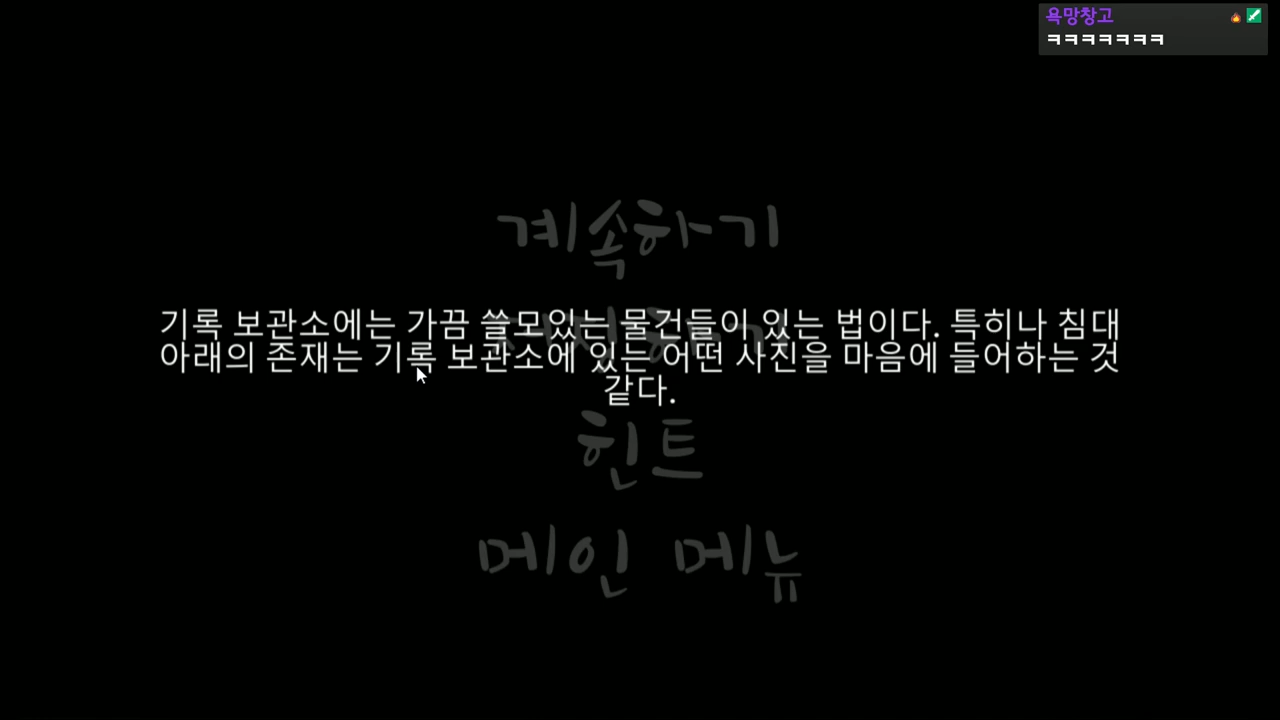 욕망창고
ㅋㅋㅋㅋㅋㅋㅋ
계속하기
기록 보관소에는 가끔 쓸모있는 물건들이 있는 법이다. 특히나 침대
아래의 존재는 기록 보관소에 있는 어떤 사진을 마음에 들어하는 것
같다.
힌트
메인 메뉴